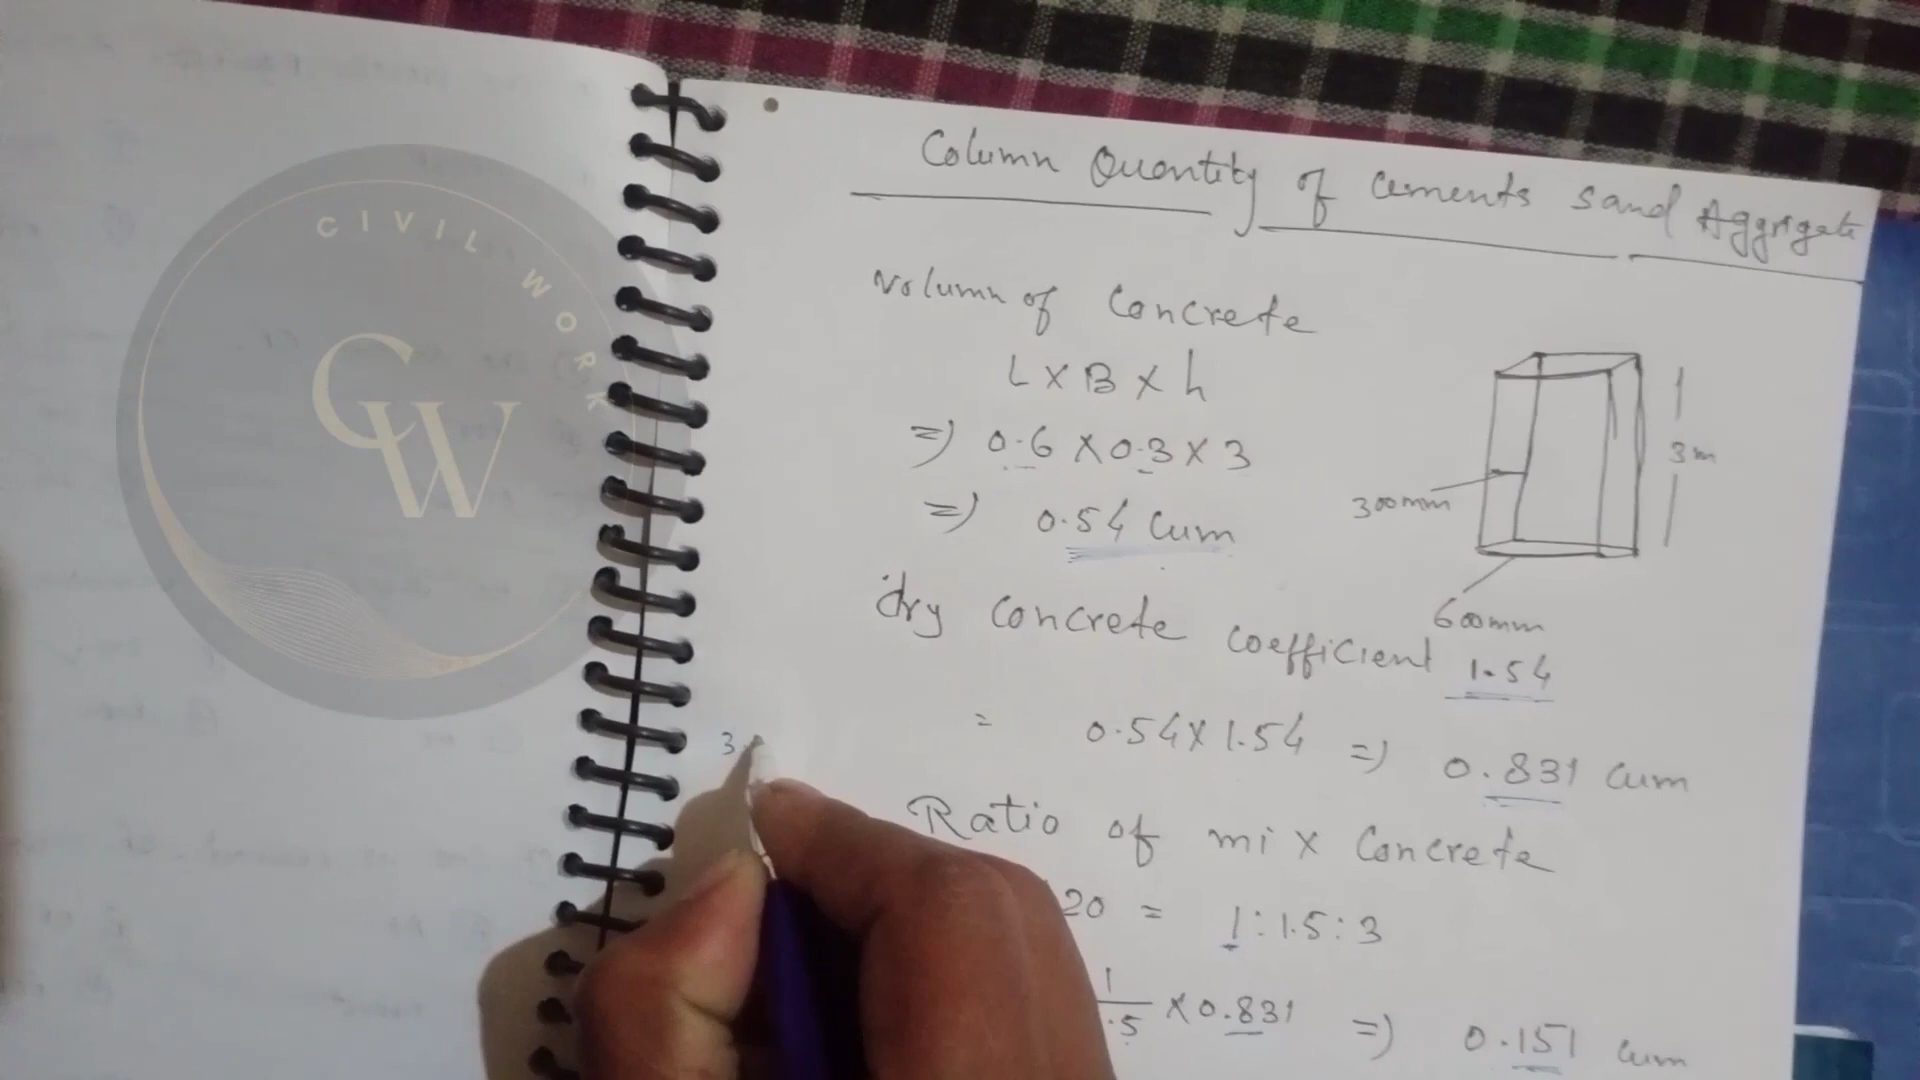 CIVIL WORK
CW
Column Quantity of cements sand Aggrigate
Volumn of Concrete
L X B X h
=) 0.6 X 0.3 X 3
=) 0.54 Cum
300mm
3m
600mm
dry concrete coefficient 1.54
= 0.54 X 1.54 =) 0.831 Cum
3.
Ratio of mix Concrete
20 = 1:1.5:3
1/.5 X 0.831 =) 0.151 Cum